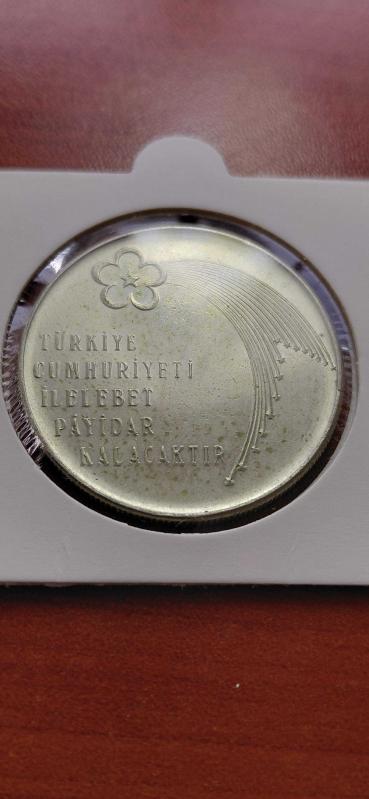 TÜRKİYE
CUMHURİYETİ
İLELEBET
PÂYİDAR
KALACAKTIR